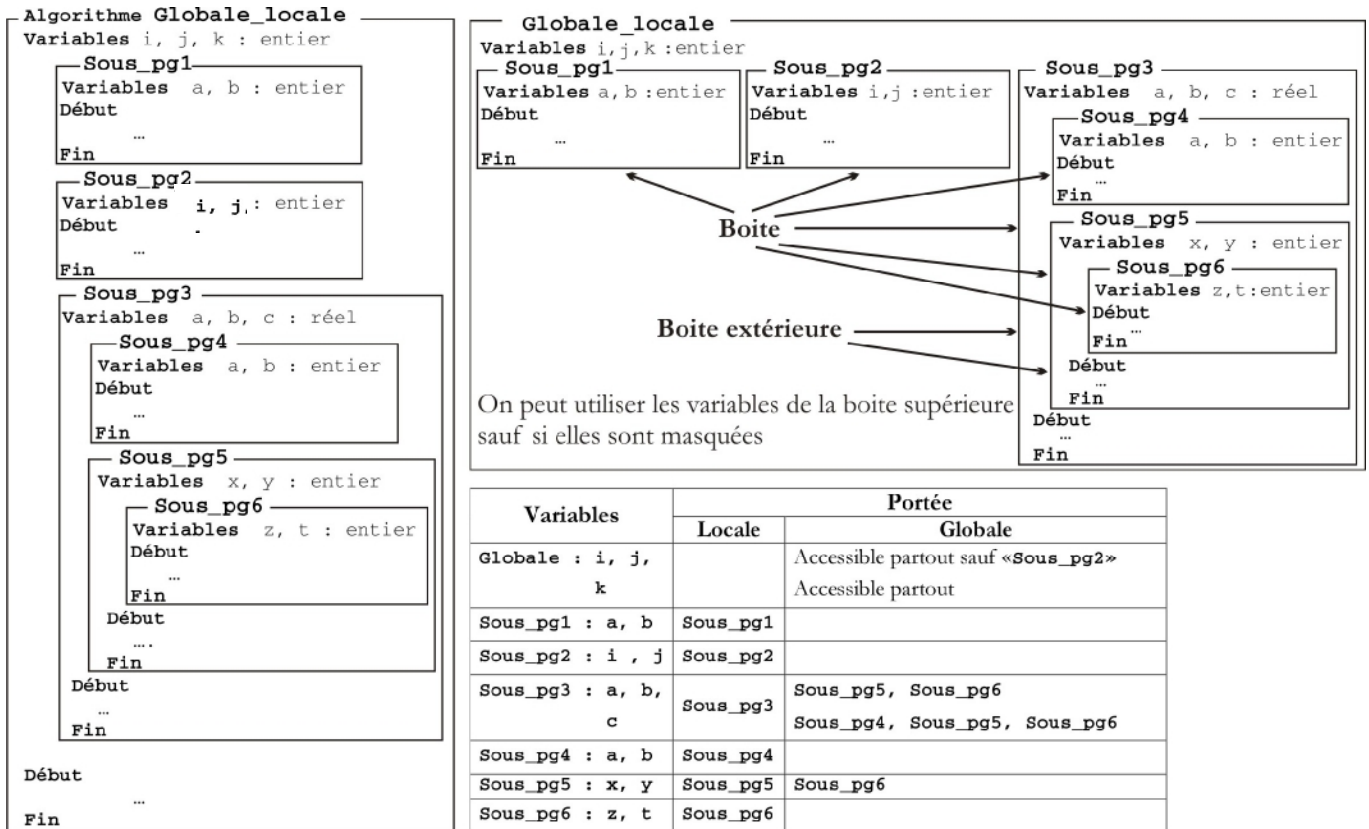 Algorithme Globale_locale
Variables i, j, k : entier
Sous_pg1
Variables a, b : entier
Début
…
Fin
Sous_pg2
Variables i, j, : entier
Début
…
Fin
Sous_pg3
Variables a, b, c : réel
Sous_pg4
Variables a, b : entier
Début
…
Fin
Sous_pg5
Variables x, y : entier
Sous_pg6
Variables z, t : entier
Début
…
Fin
Début
….
Fin
Début
…
Fin
Début
…
Fin
Globale_locale
Variables i,j,k :entier
Sous_pg1
Variables a,b :entier
Début
…
Fin
Sous_pg2
Variables i,j :entier
Début
…
Fin
Sous_pg3
Variables a, b, c : réel
Sous_pg4
Variables a, b : entier
Début
…
Fin
Sous_pg5
Variables x, y : entier
Sous_pg6
Variables z,t:entier
Début
…
Fin
Début
…
Fin
Début
…
Fin
Boite
Boite extérieure
On peut utiliser les variables de la boite supérieure
sauf si elles sont masquées
Variables
Portée
Locale Globale
Globale : i, j, Accessible partout sauf «Sous_pg2»
k Accessible partout
Sous_pg1 : a, b Sous_pg1
Sous_pg2 : i , j Sous_pg2
Sous_pg3 : a, b, Sous_pg5, Sous_pg6
Sous_pg3
c Sous_pg4, Sous_pg5, Sous_pg6
Sous_pg4 : a, b Sous_pg4
Sous_pg5 : x, y Sous_pg5 Sous_pg6
Sous_pg6 : z, t Sous_pg6